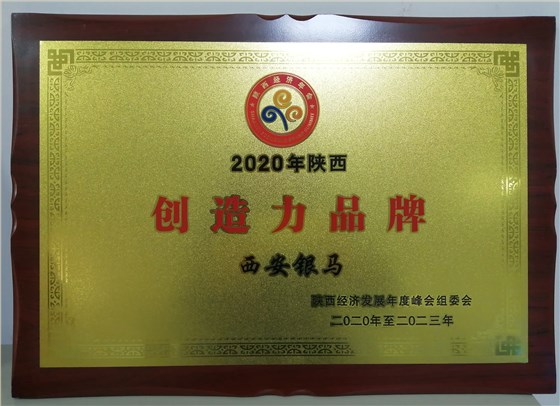 陕西经济年会
2020年陕西
创造力品牌
西安银马
陕西经济发展年度峰会组委会
二〇二〇年至二〇二三年